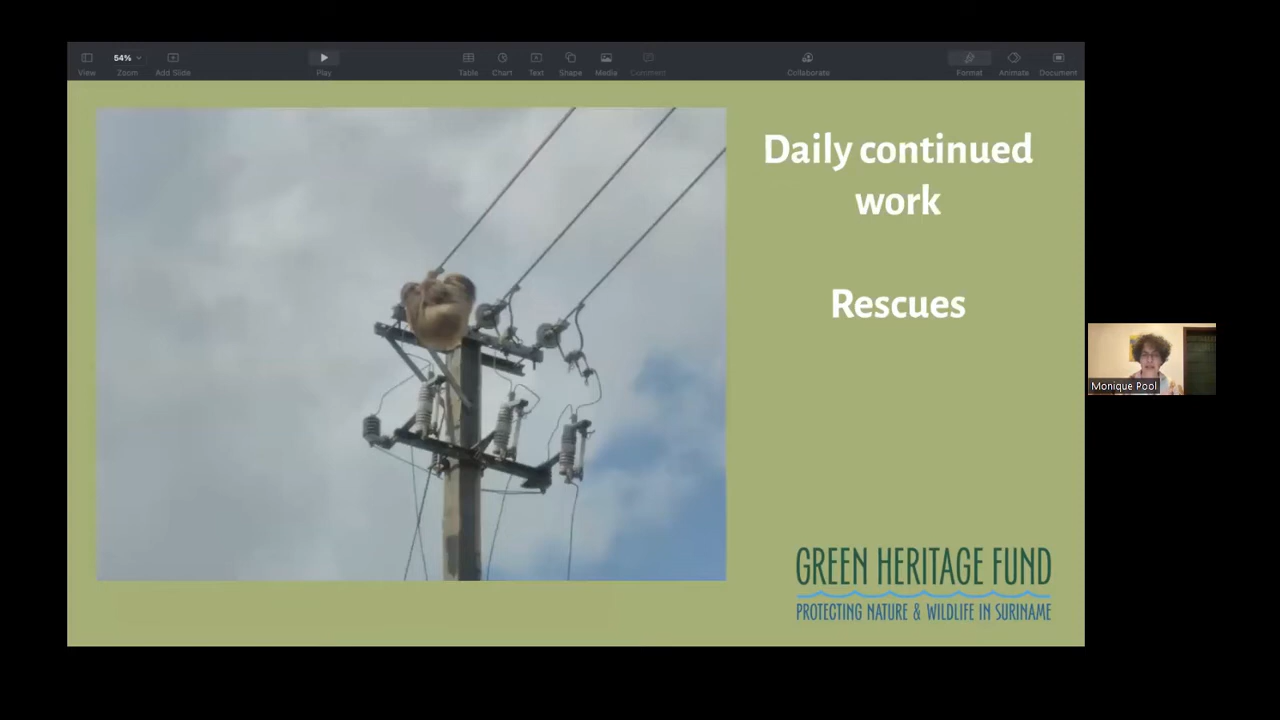 54%
View
Zoom
Add Slide
Play
Table
Chart
Text
Shape
Media
Comment
Collaborate
Format
Animate
Document
Daily continued
work
Rescues
Monique Pool
GREEN HERITAGE FUND
PROTECTING NATURE & WILDLIFE IN SURINAME